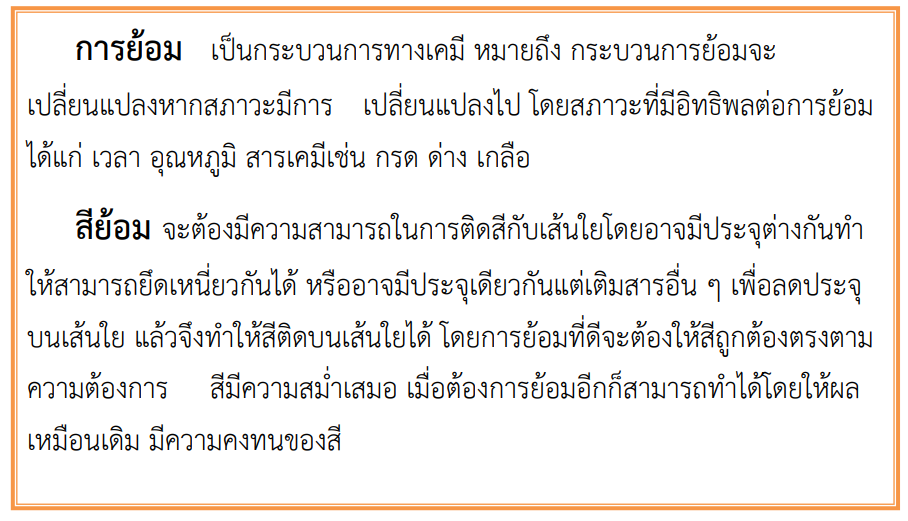 การย้อม เป็นกระบวนการทางเคมี หมายถึง กระบวนการย้อมจะ
เปลี่ยนแปลงหากสภาวะมีการ เปลี่ยนแปลงไป โดยสภาวะที่มีอิทธิพลต่อการย้อม
ได้แก่ เวลา อุณหภูมิ สารเคมีเช่น กรด ด่าง เกลือ
สีย้อม จะต้องมีความสามารถในการติดสีกับเส้นใยโดยอาจมีประจุต่างกันทำ
ให้สามารถยึดเหนี่ยวกันได้ หรืออาจมีประจุเดียวกันแต่เติมสารอื่น ๆ เพื่อลดประจุ
บนเส้นใย แล้วจึงทำให้สีติดบนเส้นใยได้ โดยการย้อมที่ดีจะต้องให้สีถูกต้องตรงตาม
ความต้องการ สีมีความสม่ำเสมอ เมื่อต้องการย้อมอีกก็สามารถทำได้โดยให้ผล
เหมือนเดิม มีความคงทนของสี